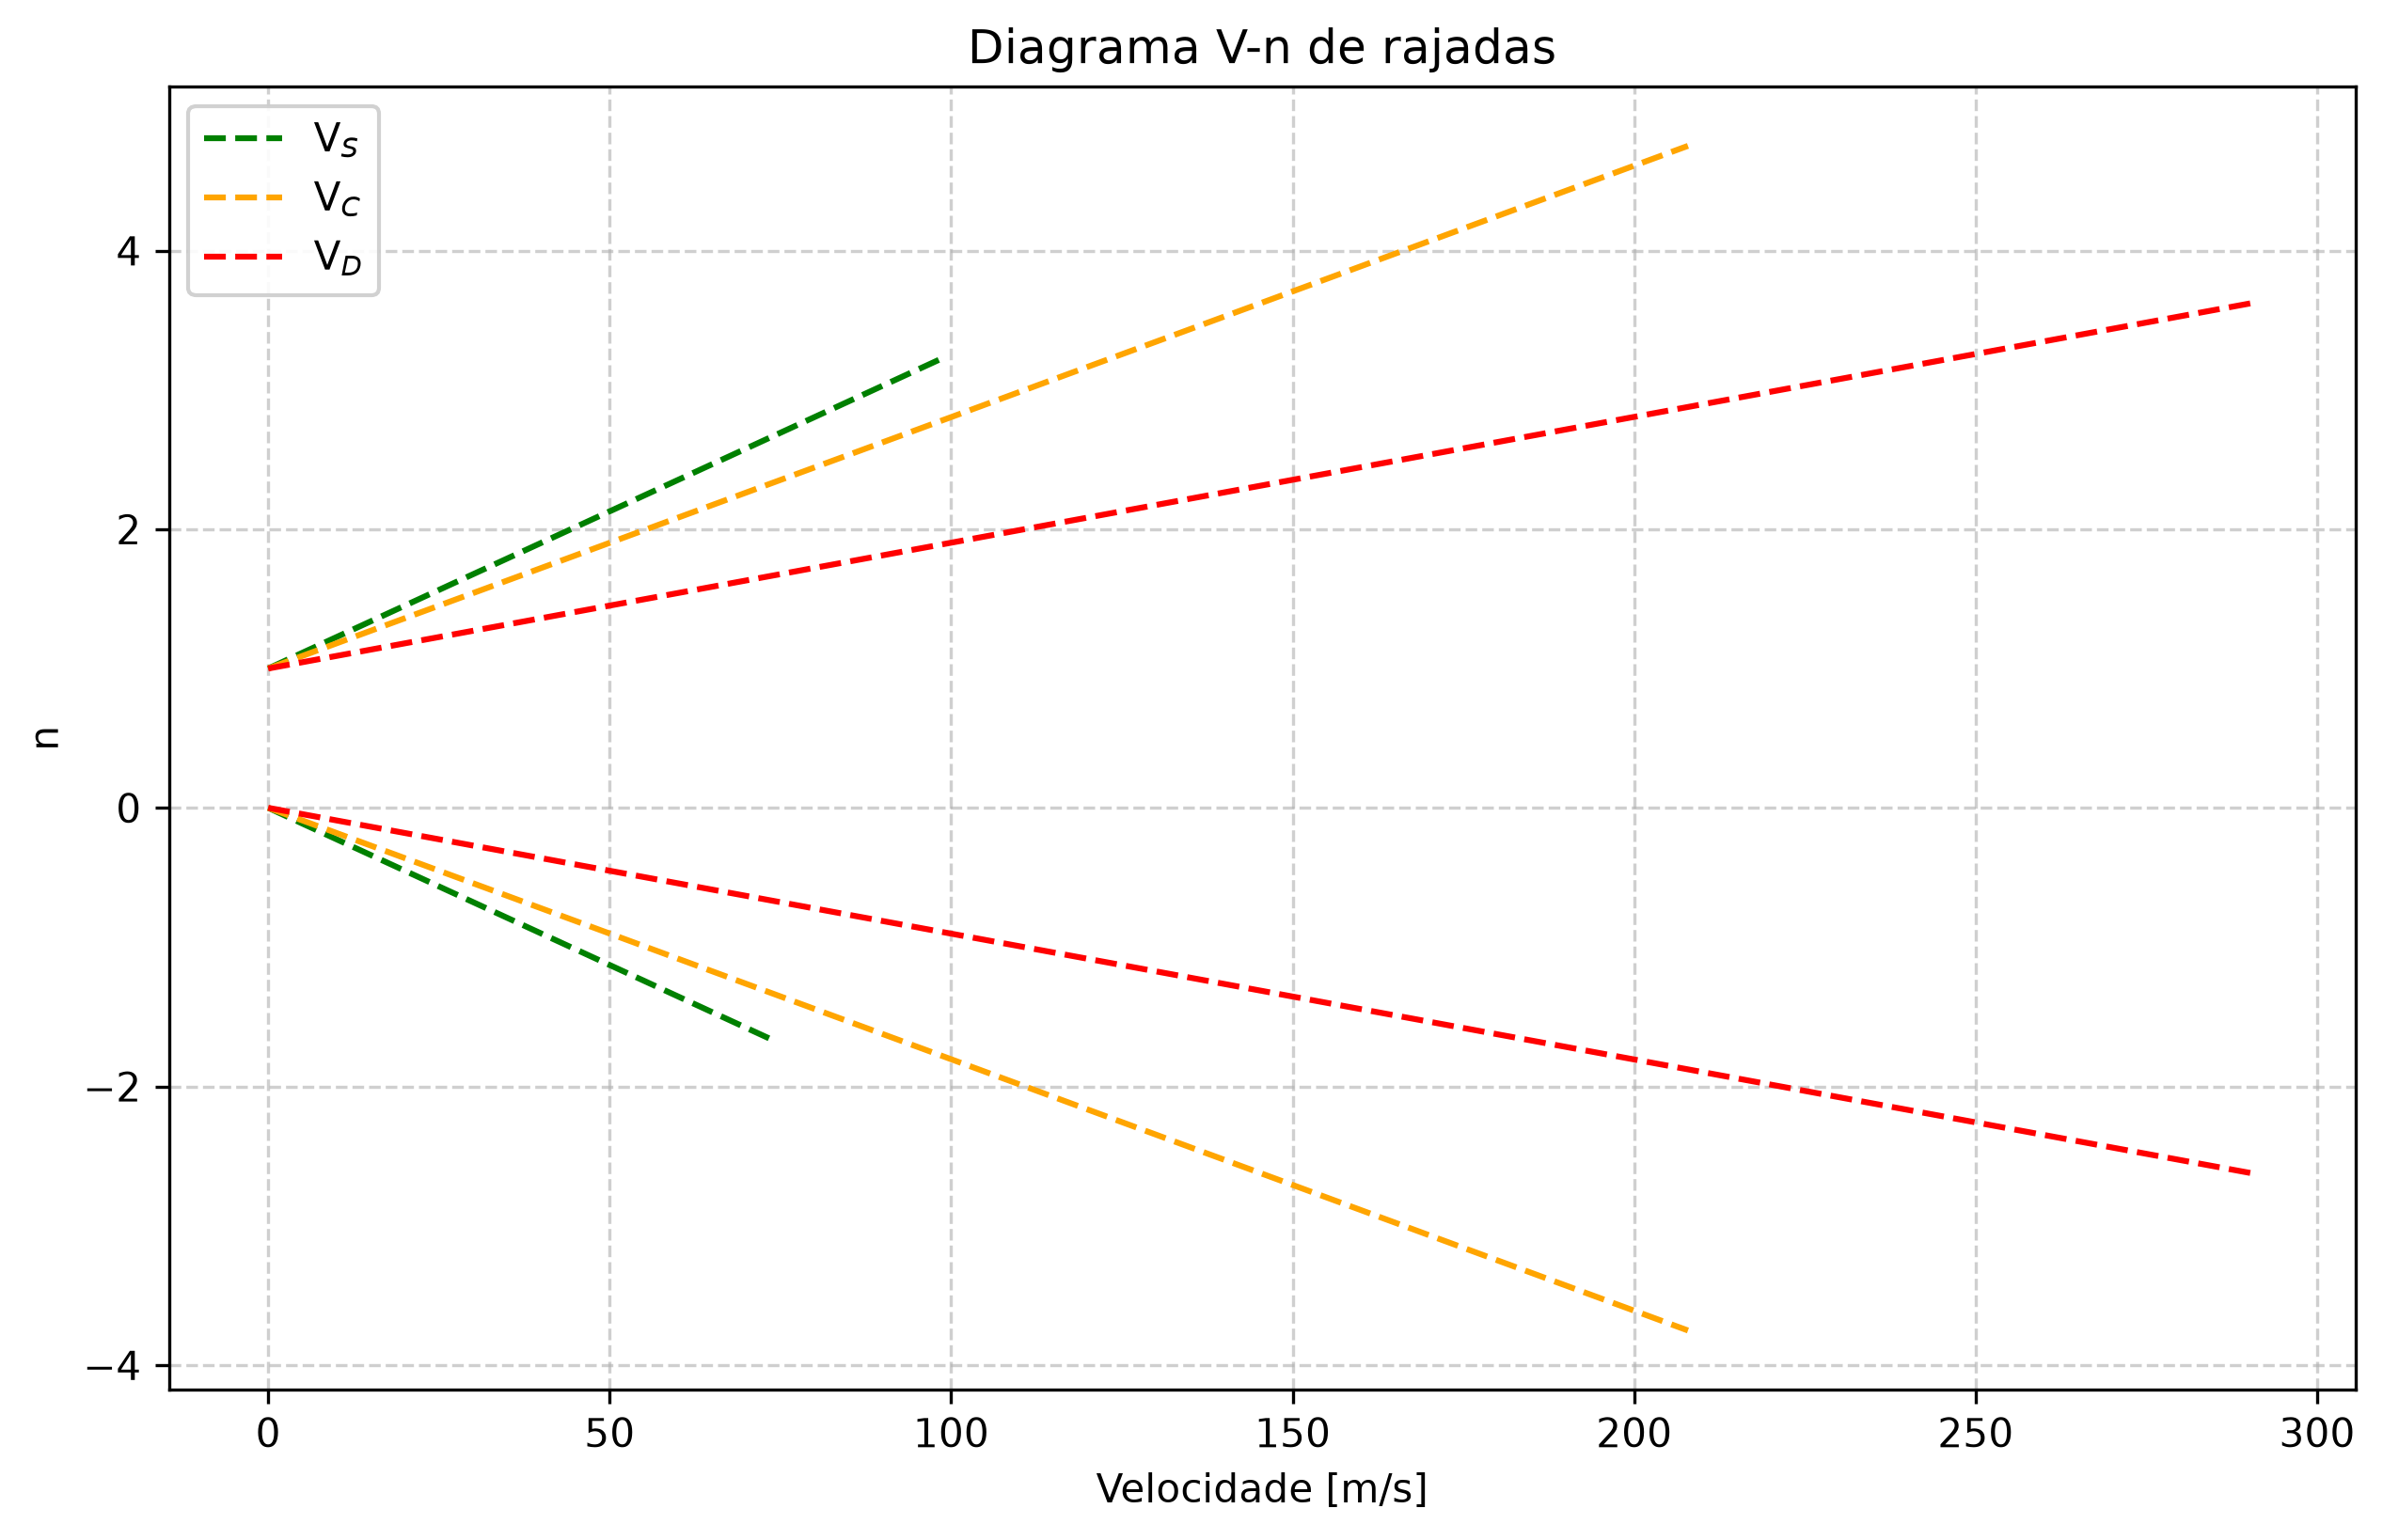 Diagrama V-n de rajadas
V_S
V_C
V_D
4
2
0
−2
−4
n
0 50 100 150 200 250 300
Velocidade [m/s]